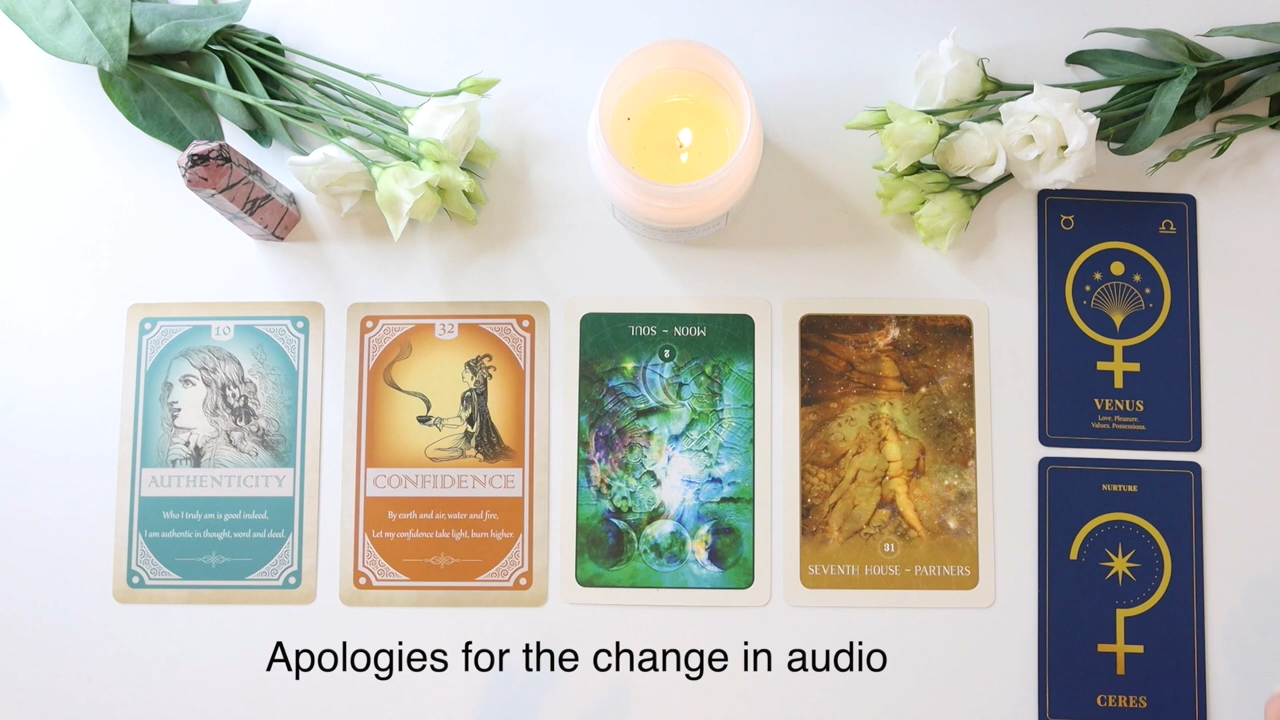 10
AUTHENTICITY
Who I truly am is good indeed,
I am authentic in thought, word and deed.
32
CONFIDENCE
By earth and air, water and fire,
Let my confidence take light, burn higher.
MOON ~ SOUL
2
31
SEVENTH HOUSE ~ PARTNERS
VENUS
Love. Pleasure.
Values. Possessions.
NURTURE
CERES
Apologies for the change in audio